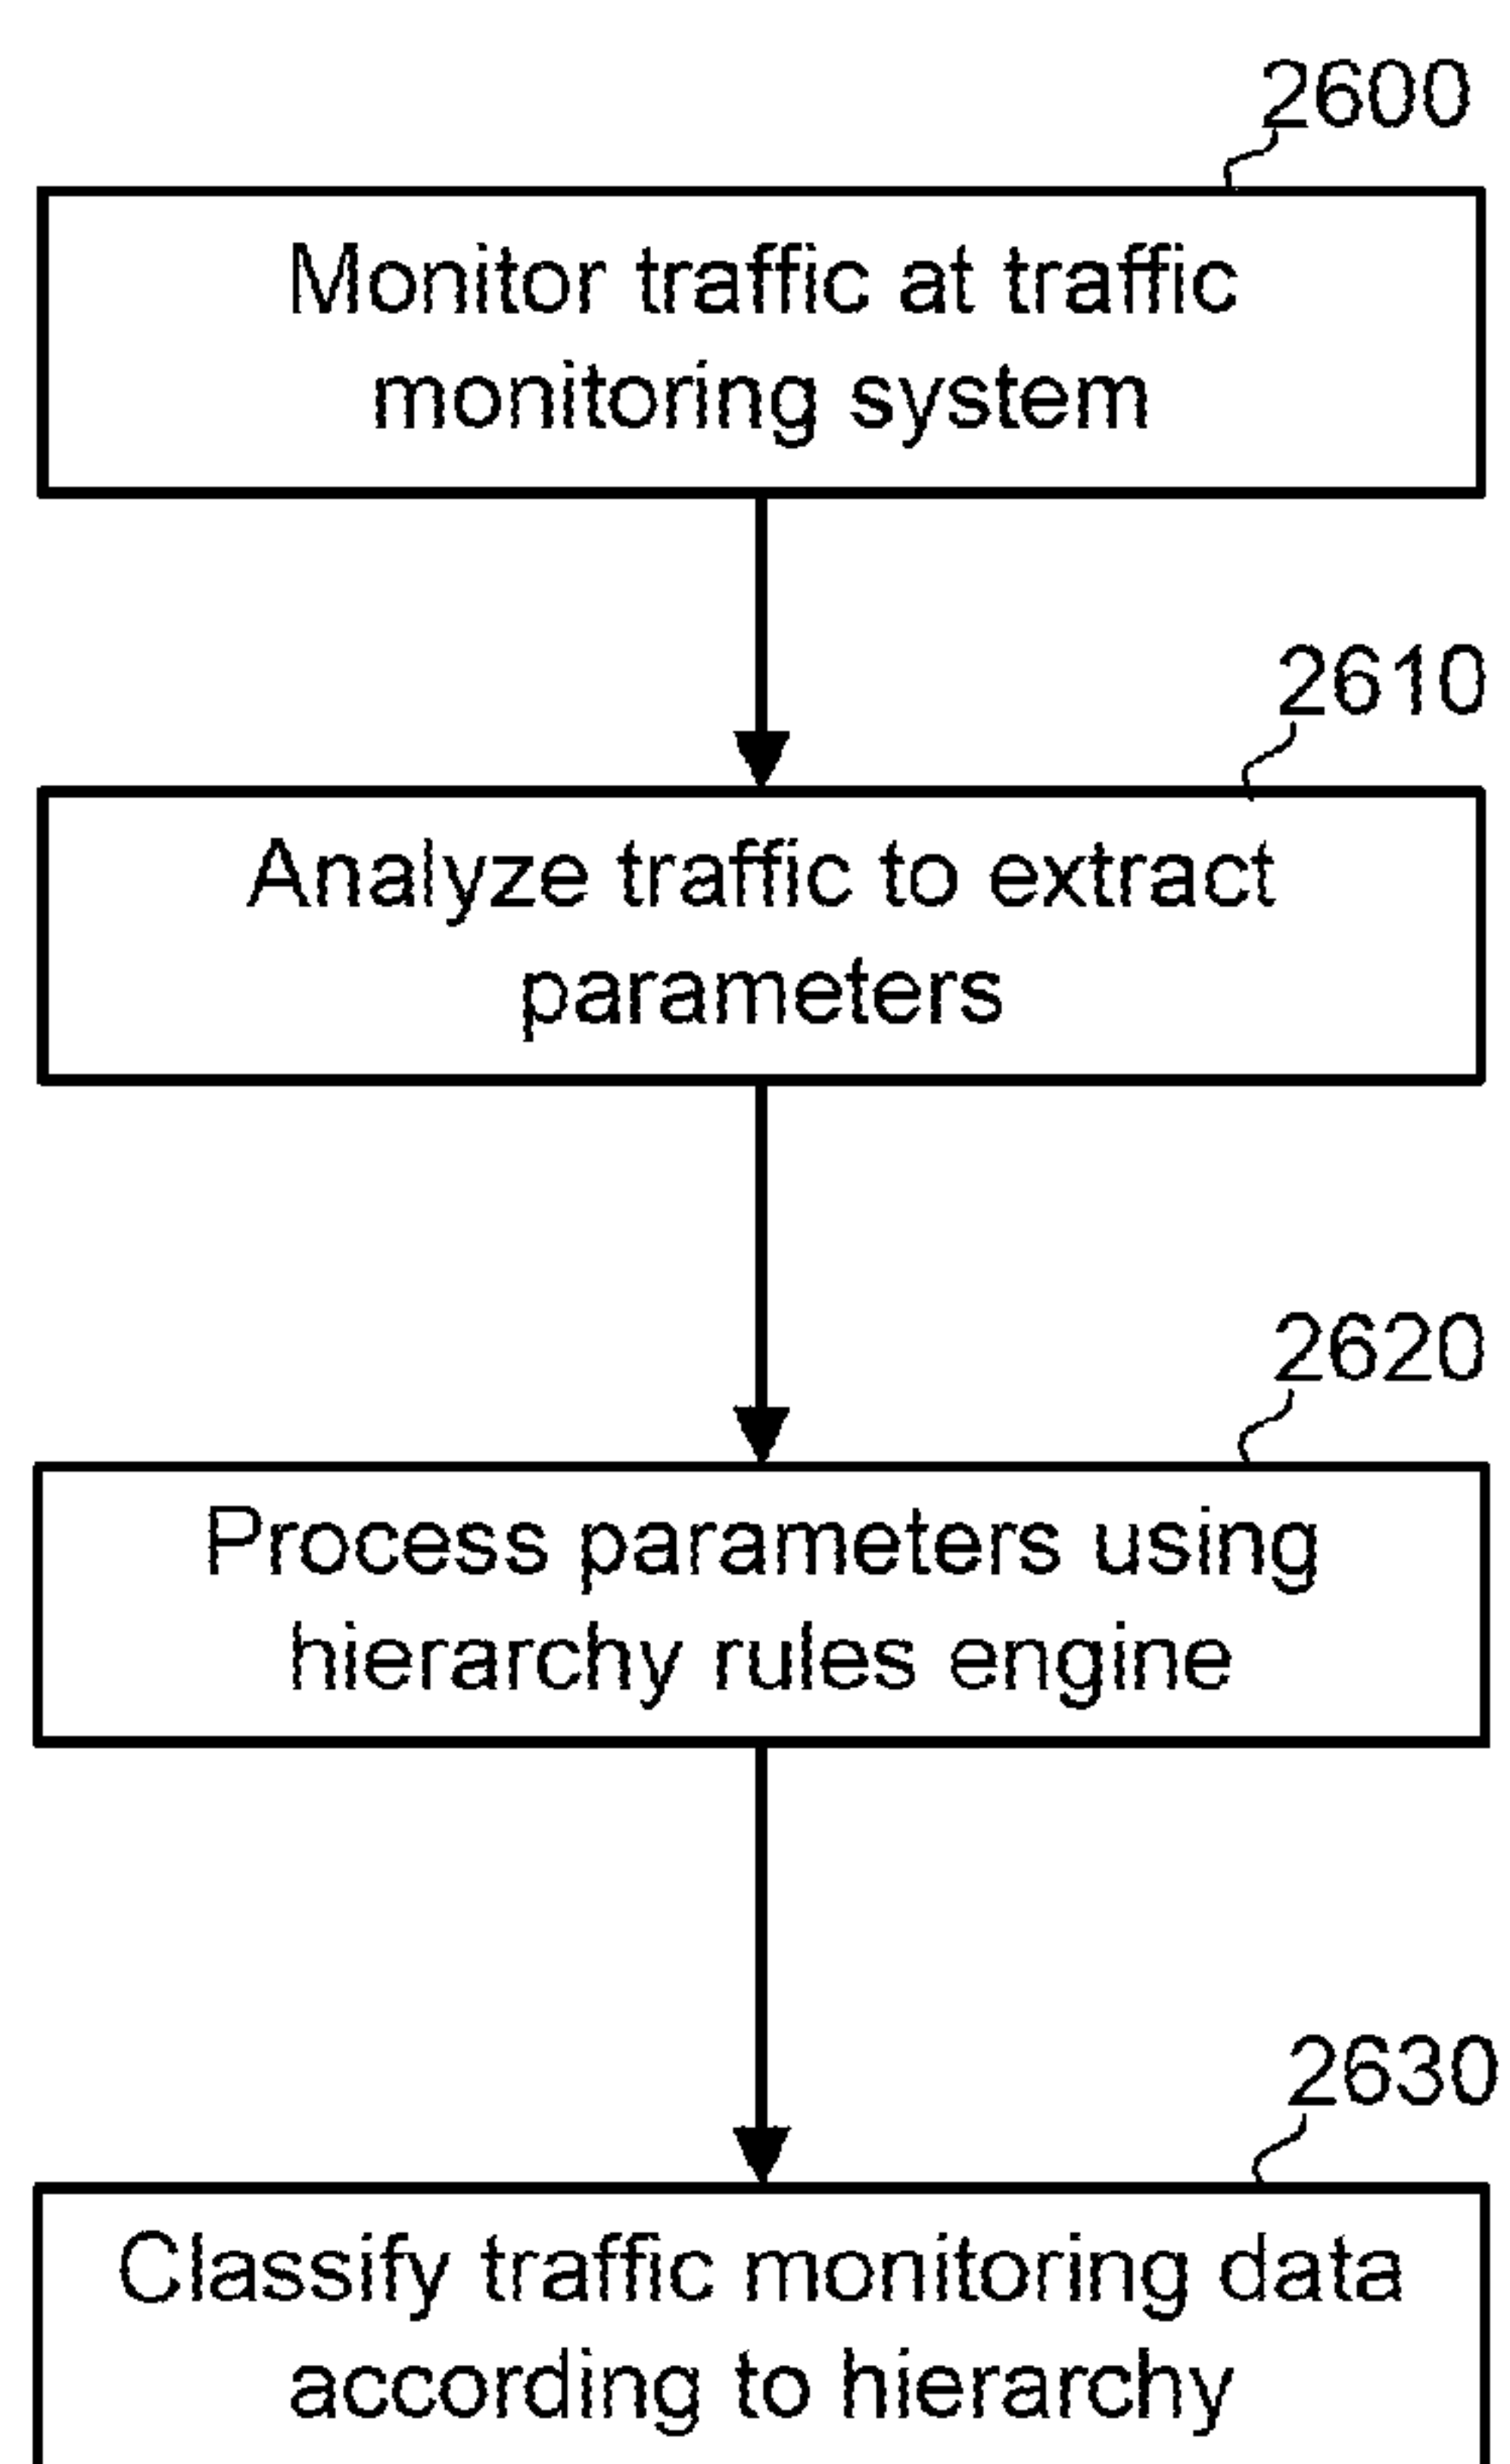 2600
Monitor traffic at traffic
monitoring system
2610
Analyze traffic to extract
parameters
2620
Process parameters using
hierarchy rules engine
2630
Classify traffic monitoring data
according to hierarchy